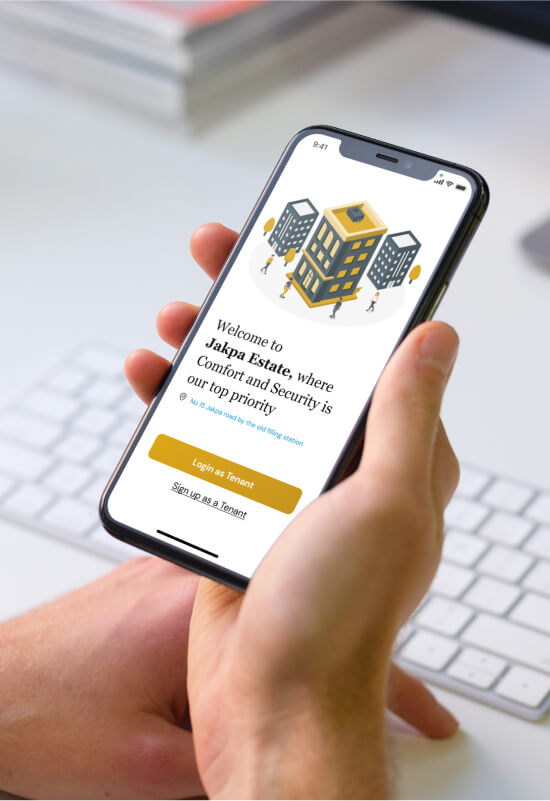 9:41
Welcome to
Jakpa Estate, where
Comfort and Security is
our top priority
No 15 Jakpa road by the old filling station
Login as Tenant
Sign up as a Tenant